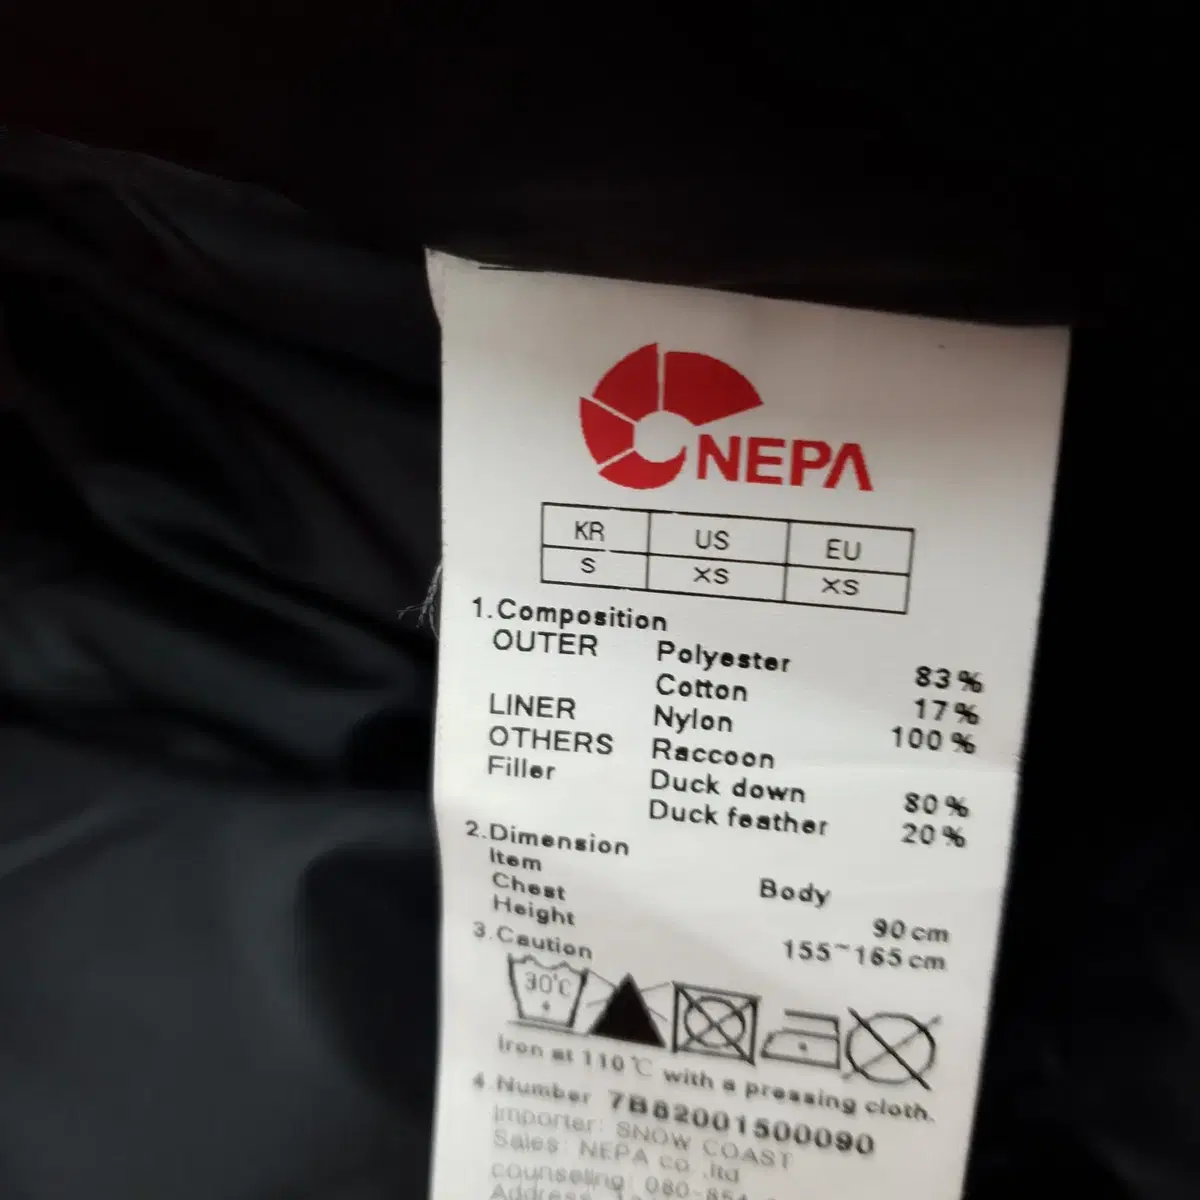 NEPA
KR US EU
S XS XS
1.Composition
OUTER Polyester 83%
Cotton 17%
LINER Nylon 100%
OTHERS Raccoon
Filler Duck down 80%
Duck feather 20%
2.Dimension
Item Body
Chest 90cm
Height 155~165cm
3.Caution
30℃
Iron at 110℃ with a pressing cloth.
4.Number 7B82001500090
Importer: SNOW COAST
Sales: NEPA co .,ltd
counseling: 080-854
Address